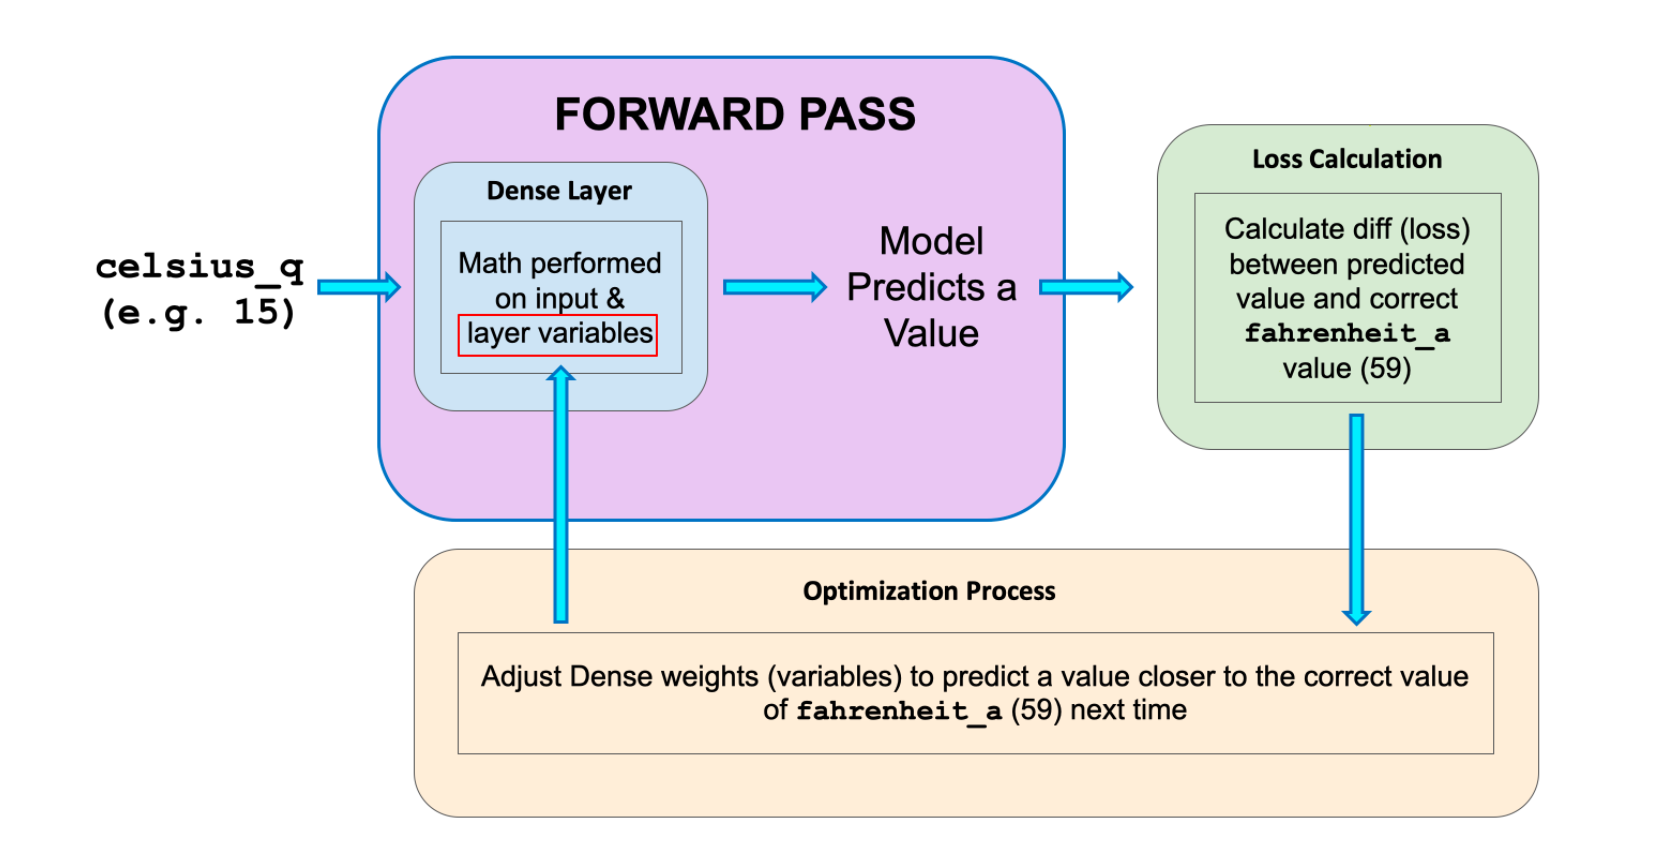 FORWARD PASS
Dense Layer
Math performed
on input &
layer variables
celsius_q
(e.g. 15)
Model
Predicts a
Value
Loss Calculation
Calculate diff (loss)
between predicted
value and correct
fahrenheit_a
value (59)
Optimization Process
Adjust Dense weights (variables) to predict a value closer to the correct value
of fahrenheit_a (59) next time